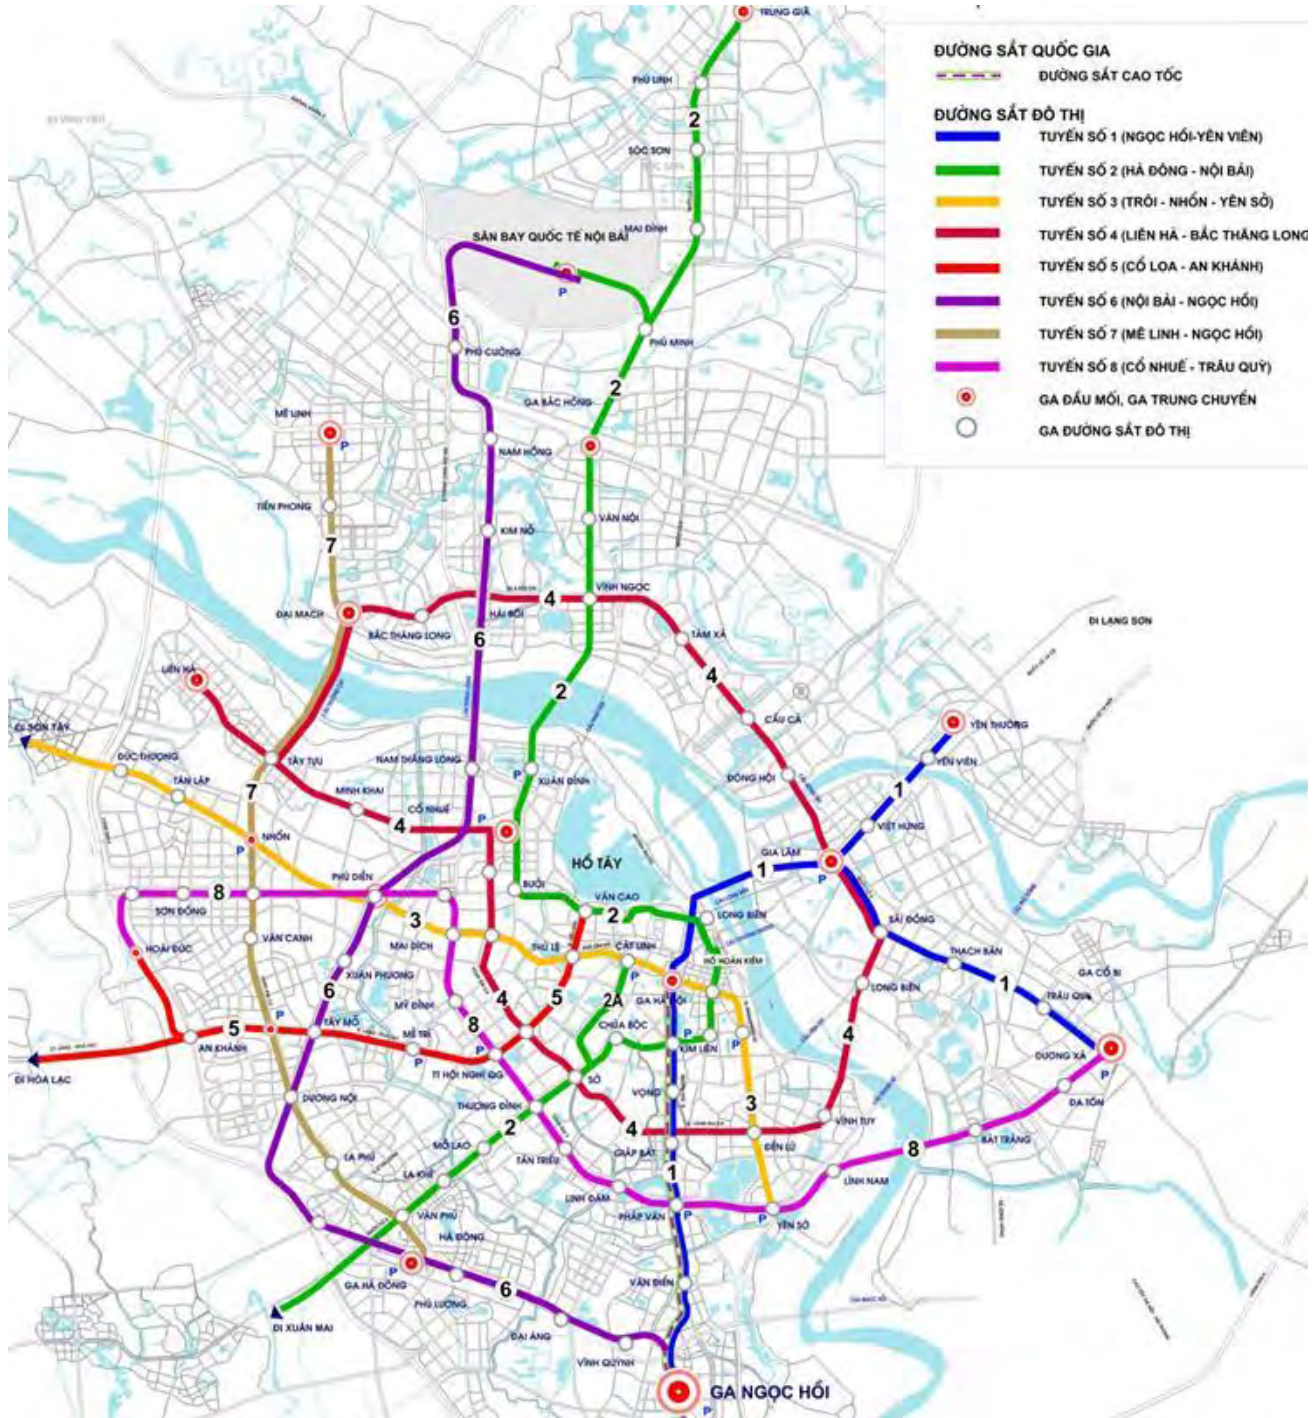 TRUNG GIÃ
ĐƯỜNG SẮT QUỐC GIA
ĐƯỜNG SẮT CAO TỐC
ĐƯỜNG SẮT ĐÔ THỊ
TUYẾN SỐ 1 (NGỌC HỒI-YÊN VIÊN)
TUYẾN SỐ 2 (HÀ ĐÔNG - NỘI BÀI)
TUYẾN SỐ 3 (TRÔI - NHỔN - YÊN SỞ)
TUYẾN SỐ 4 (LIÊN HÀ - BẮC THĂNG LONG
TUYẾN SỐ 5 (CỔ LOA - AN KHÁNH)
TUYẾN SỐ 6 (NỘI BÀI - NGỌC HỒI)
TUYẾN SỐ 7 (MÊ LINH - NGỌC HỒI)
TUYẾN SỐ 8 (CỔ NHUẾ - TRÂU QUỲ)
GA ĐẦU MỐI, GA TRUNG CHUYỂN
GA ĐƯỜNG SẮT ĐÔ THỊ
PHÙ LINH
2
SÓC SƠN
MAI ĐÌNH
SÂN BAY QUỐC TẾ NỘI BÀI
P
6
PHÚ CƯỜNG
PHÙ MINH
2
GA BẮC HỒNG
MÊ LINH
P
NAM HỒNG
TIỀN PHONG
VÂN NỘI
KIM NỖ
7
VĨNH NGỌC
4
ĐẠI MẠCH
HẢI BỐI
BẮC THĂNG LONG
6
TÀM XÁ
ĐI LẠNG SƠN
LIÊN HÀ
4
2
CẦU CẢ
YÊN THƯỜNG
ĐI SƠN TÂY
ĐỨC THƯỢNG
TÂY TỰU
NAM THĂNG LONG
XUÂN ĐỈNH
P
YÊN VIÊN
TÂN LẬP
7
MINH KHAI
ĐÔNG HỘI
1
CỔ NHUẾ
P
4
NHỔN
P
VIỆT HƯNG
GIA LÂM
HỒ TÂY
1
P
PHÚ DIỄN
BƯỞI
8
SƠN ĐỒNG
3
VĂN CAO
2
LONG BIÊN
SÀI ĐỒNG
VÂN CANH
MAI DỊCH
THỦ LỆ
CÁT LINH
HỒ HOÀN KIẾM
THẠCH BÀN
HOÀI ĐỨC
XUÂN PHƯƠNG
P
P
GA CỔ BI
6
MỸ ĐÌNH
4
5
2A
GA HÀ NỘI
LONG BIÊN
1
TRÂU QUỲ
5
P
TÂY MỖ
8
CHÙA BỘC
P
P
4
AN KHÁNH
MỄ TRÌ
P
KIM LIÊN
DƯƠNG XÁ
ĐI HÒA LẠC
P
TT HỘI NGHỊ QG
SỞ
P
DƯƠNG NỘI
VỌNG
ĐA TỐN
THƯỢNG ĐÌNH
3
2
4
VĨNH TUY
MỖ LAO
GIÁP BÁT
ĐỀN LỪ
BÁT TRÀNG
8
LA PHÙ
TÂN TRIỀU
1
LA KHÊ
LINH ĐÀM
LĨNH NAM
VĂN PHÚ
PHÁP VÂN
P
P
YÊN SỞ
HÀ ĐÔNG
P
GA HÀ ĐÔNG
VĂN ĐIỂN
6
PHÚ LƯƠNG
ĐI XUÂN MAI
ĐẠI ÁNG
VĨNH QUỲNH
GA NGỌC HỒI
P